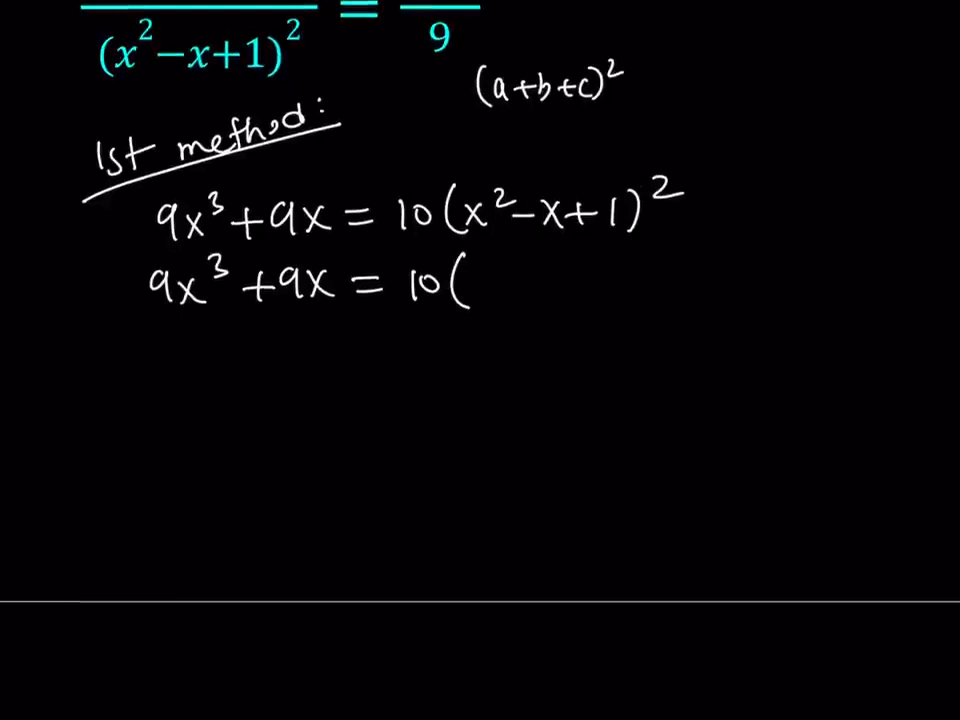 (x²−x+1)² = 9
(a+b+c)²
1st method:
9x³+9x = 10(x²−x+1)²
9x³+9x = 10(